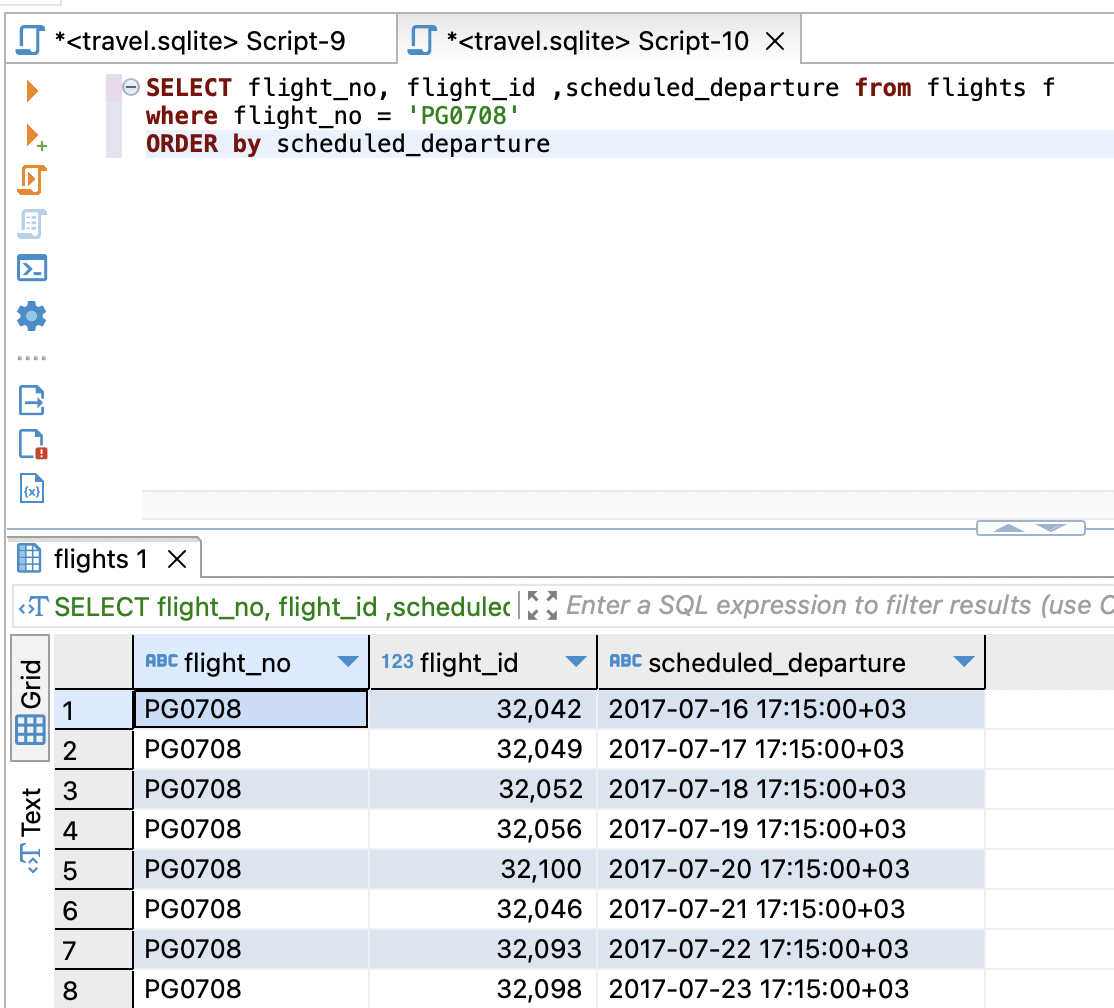 *<travel.sqlite> Script-9
*<travel.sqlite> Script-10
SELECT flight_no, flight_id ,scheduled_departure from flights f
where flight_no = 'PG0708'
ORDER by scheduled_departure
flights 1
SELECT flight_no, flight_id ,scheduled
Enter a SQL expression to filter results (use C
Grid
Text
ABC flight_no 123 flight_id ABC scheduled_departure
1 PG0708 32,042 2017-07-16 17:15:00+03
2 PG0708 32,049 2017-07-17 17:15:00+03
3 PG0708 32,052 2017-07-18 17:15:00+03
4 PG0708 32,056 2017-07-19 17:15:00+03
5 PG0708 32,100 2017-07-20 17:15:00+03
6 PG0708 32,046 2017-07-21 17:15:00+03
7 PG0708 32,093 2017-07-22 17:15:00+03
8 PG0708 32,098 2017-07-23 17:15:00+03